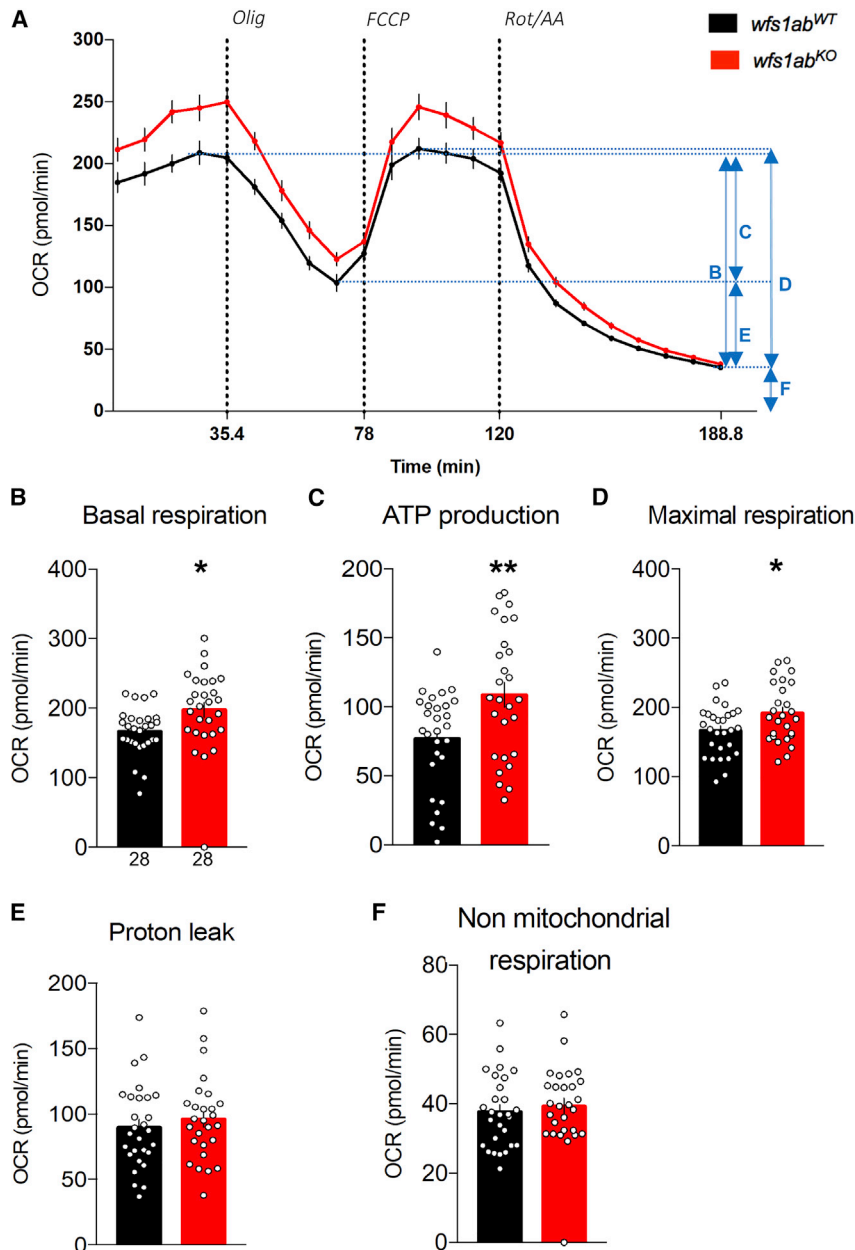 A
Olig FCCP Rot/AA
wfs1ab^WT
wfs1ab^KO
300
250
200
150
100
50
0
OCR (pmol/min)
35.4 78 120 188.8
Time (min)
B
C
D
E
F
B
Basal respiration
*
400
300
200
100
0
OCR (pmol/min)
28 28
C
ATP production
**
200
150
100
50
0
OCR (pmol/min)
D
Maximal respiration
*
400
300
200
100
0
OCR (pmol/min)
E
Proton leak
200
150
100
50
0
OCR (pmol/min)
F
Non mitochondrial
respiration
80
60
40
20
0
OCR (pmol/min)